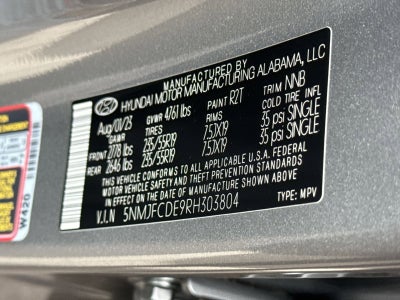 MANUFACTURED BY
HYUNDAI MOTOR MANUFACTURING ALABAMA, LLC
Aug/01/23 GVWR 4761 lbs PAINT R2T TRIM NNB
GAWR TIRES COLD TIRE INFL
FRONT 2778 lbs 235/55R19 7.5JX19 35 psi SINGLE
REAR 2646 lbs 235/55R19 7.5JX19 35 psi SINGLE
THIS VEHICLE CONFORMS TO ALL APPLICABLE U.S.A. FEDERAL
MOTOR VEHICLE SAFETY AND THEFT PREVENTION STANDARDS
IN EFFECT ON THE DATE OF MANUFACTURE SHOWN ABOVE.
V.I.N 5NMJFCDE9RH303804 TYPE: MPV
W420